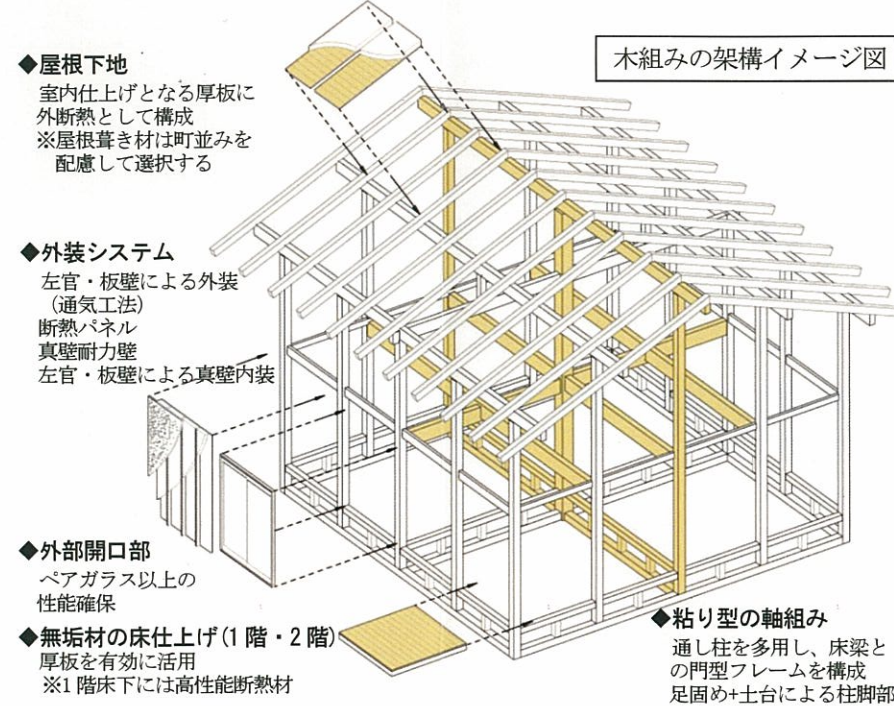 木組みの架構イメージ図
◆屋根下地
室内仕上げとなる厚板に
外断熱として構成
※屋根葺き材は町並みを
配慮して選択する
◆外装システム
左官・板壁による外装
(通気工法)
断熱パネル
真壁耐力壁
左官・板壁による真壁内装
◆外部開口部
ペアガラス以上の
性能確保
◆無垢材の床仕上げ(1階・2階)
厚板を有効に活用
※1階床下には高性能断熱材
◆粘り型の軸組み
通し柱を多用し、床梁と
の門型フレームを構成
足固め+土台による柱脚部